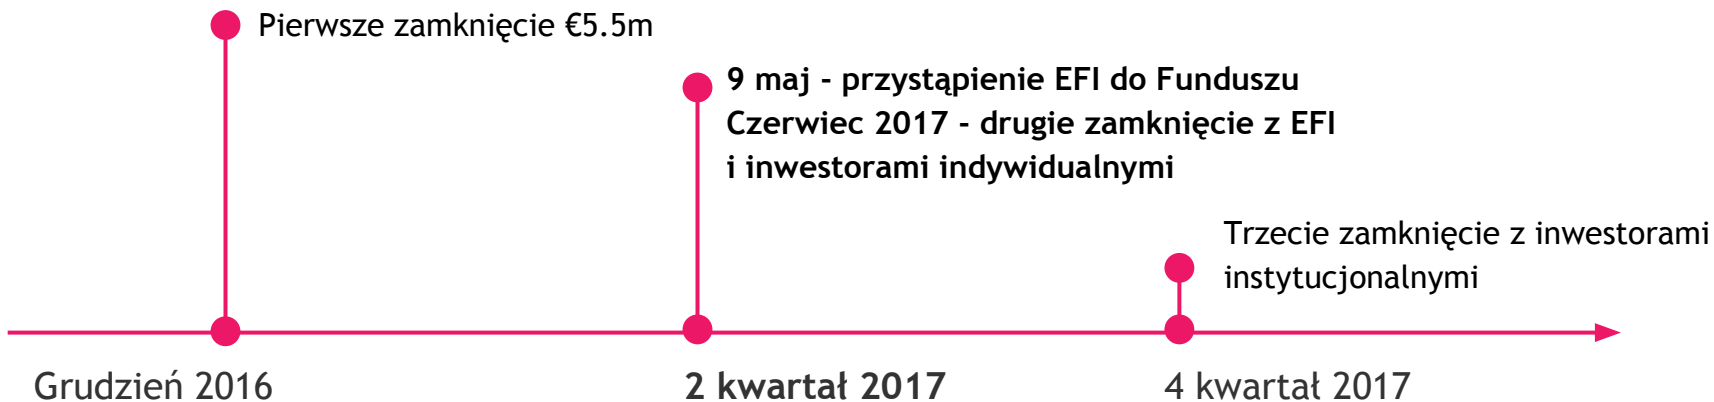 Pierwsze zamknięcie €5.5m
9 maj - przystąpienie EFI do Funduszu
Czerwiec 2017 - drugie zamknięcie z EFI
i inwestorami indywidualnymi
Trzecie zamknięcie z inwestorami
instytucjonalnymi
Grudzień 2016
2 kwartał 2017
4 kwartał 2017